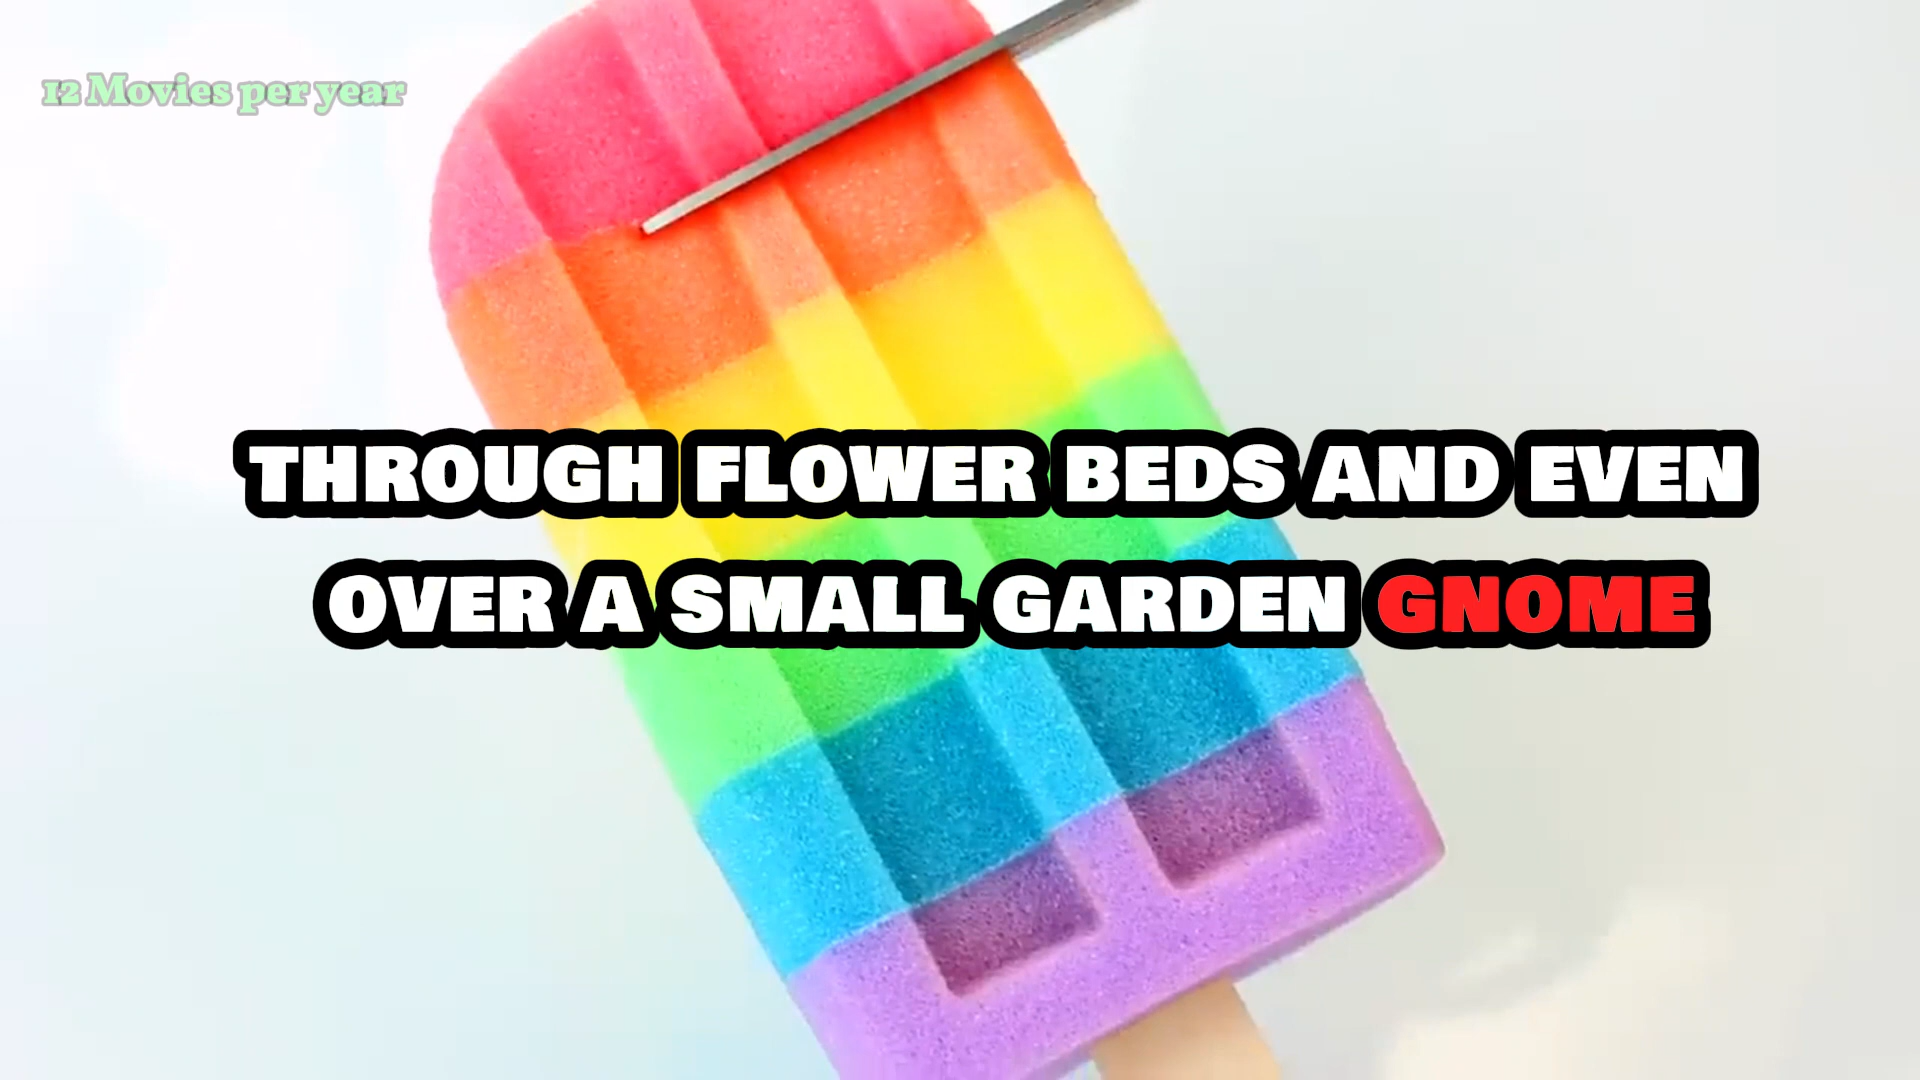 12 Movies per year
THROUGH FLOWER BEDS AND EVEN
OVER A SMALL GARDEN GNOME